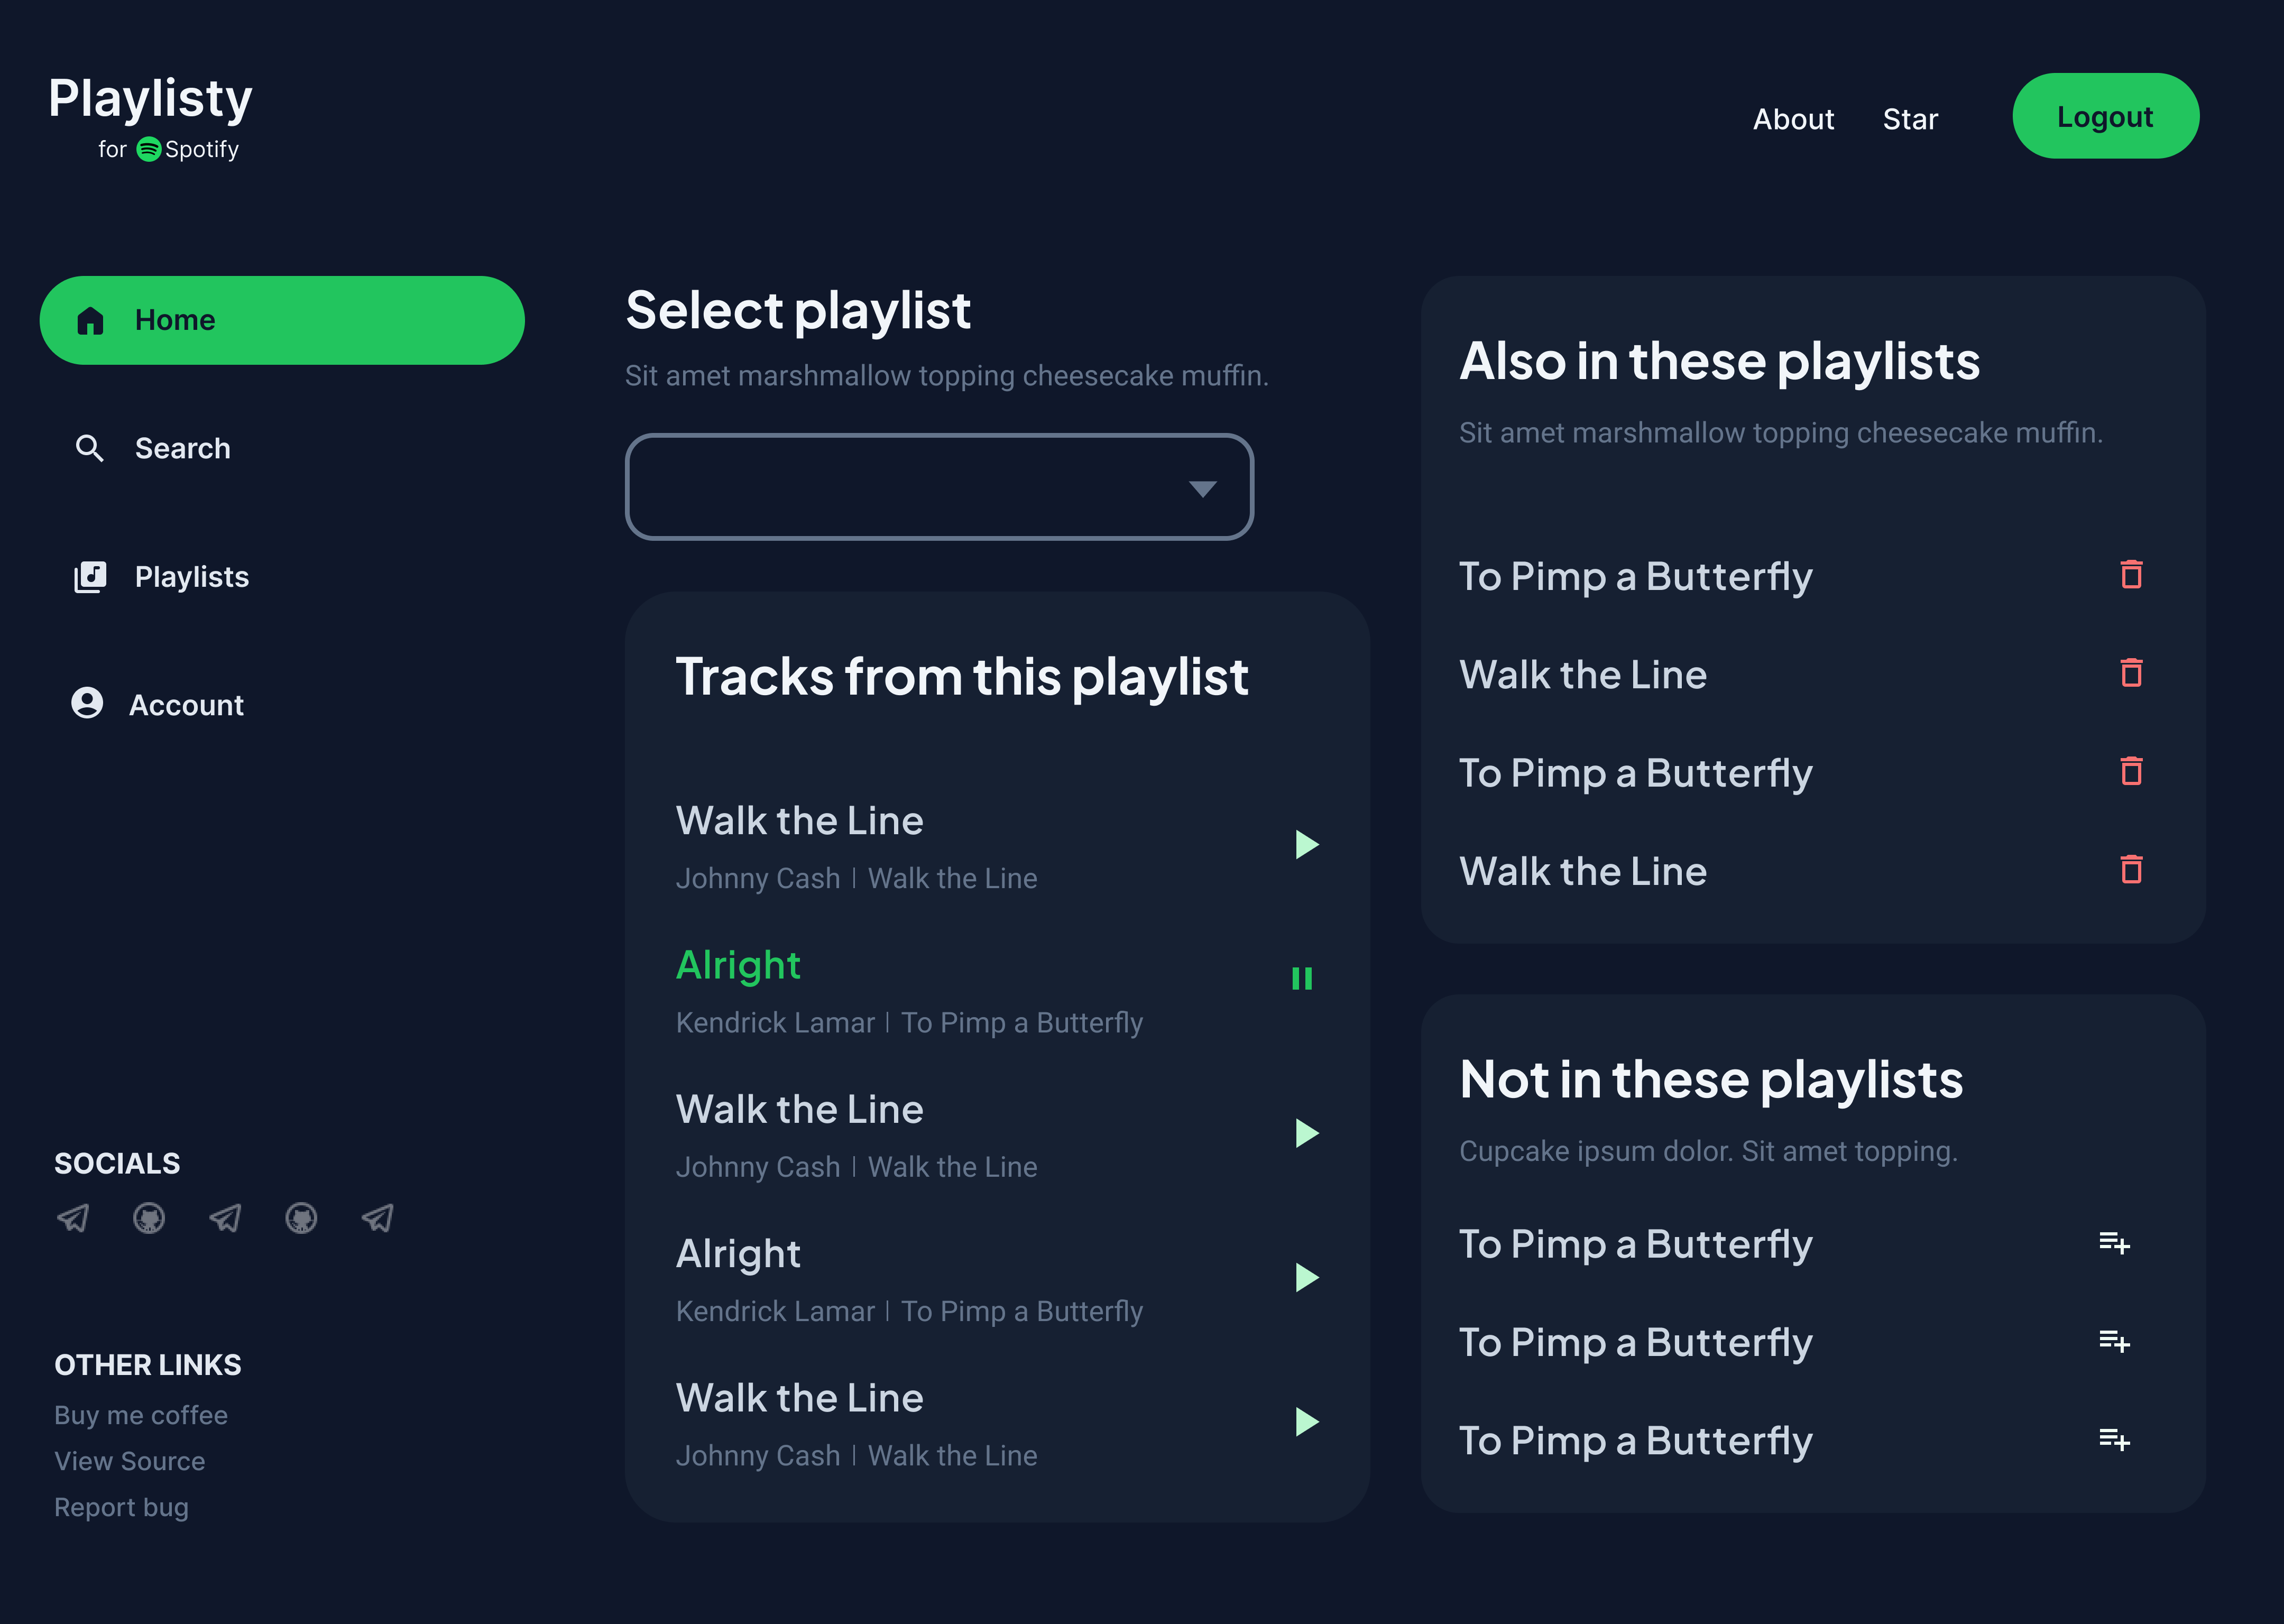 Playlisty
for Spotify
About
Star
Logout
Home
Search
Playlists
Account
SOCIALS
OTHER LINKS
Buy me coffee
View Source
Report bug
Select playlist
Sit amet marshmallow topping cheesecake muffin.
Tracks from this playlist
Walk the Line
Johnny Cash | Walk the Line
Alright
Kendrick Lamar | To Pimp a Butterfly
Walk the Line
Johnny Cash | Walk the Line
Alright
Kendrick Lamar | To Pimp a Butterfly
Walk the Line
Johnny Cash | Walk the Line
Also in these playlists
Sit amet marshmallow topping cheesecake muffin.
To Pimp a Butterfly
Walk the Line
To Pimp a Butterfly
Walk the Line
Not in these playlists
Cupcake ipsum dolor. Sit amet topping.
To Pimp a Butterfly
To Pimp a Butterfly
To Pimp a Butterfly